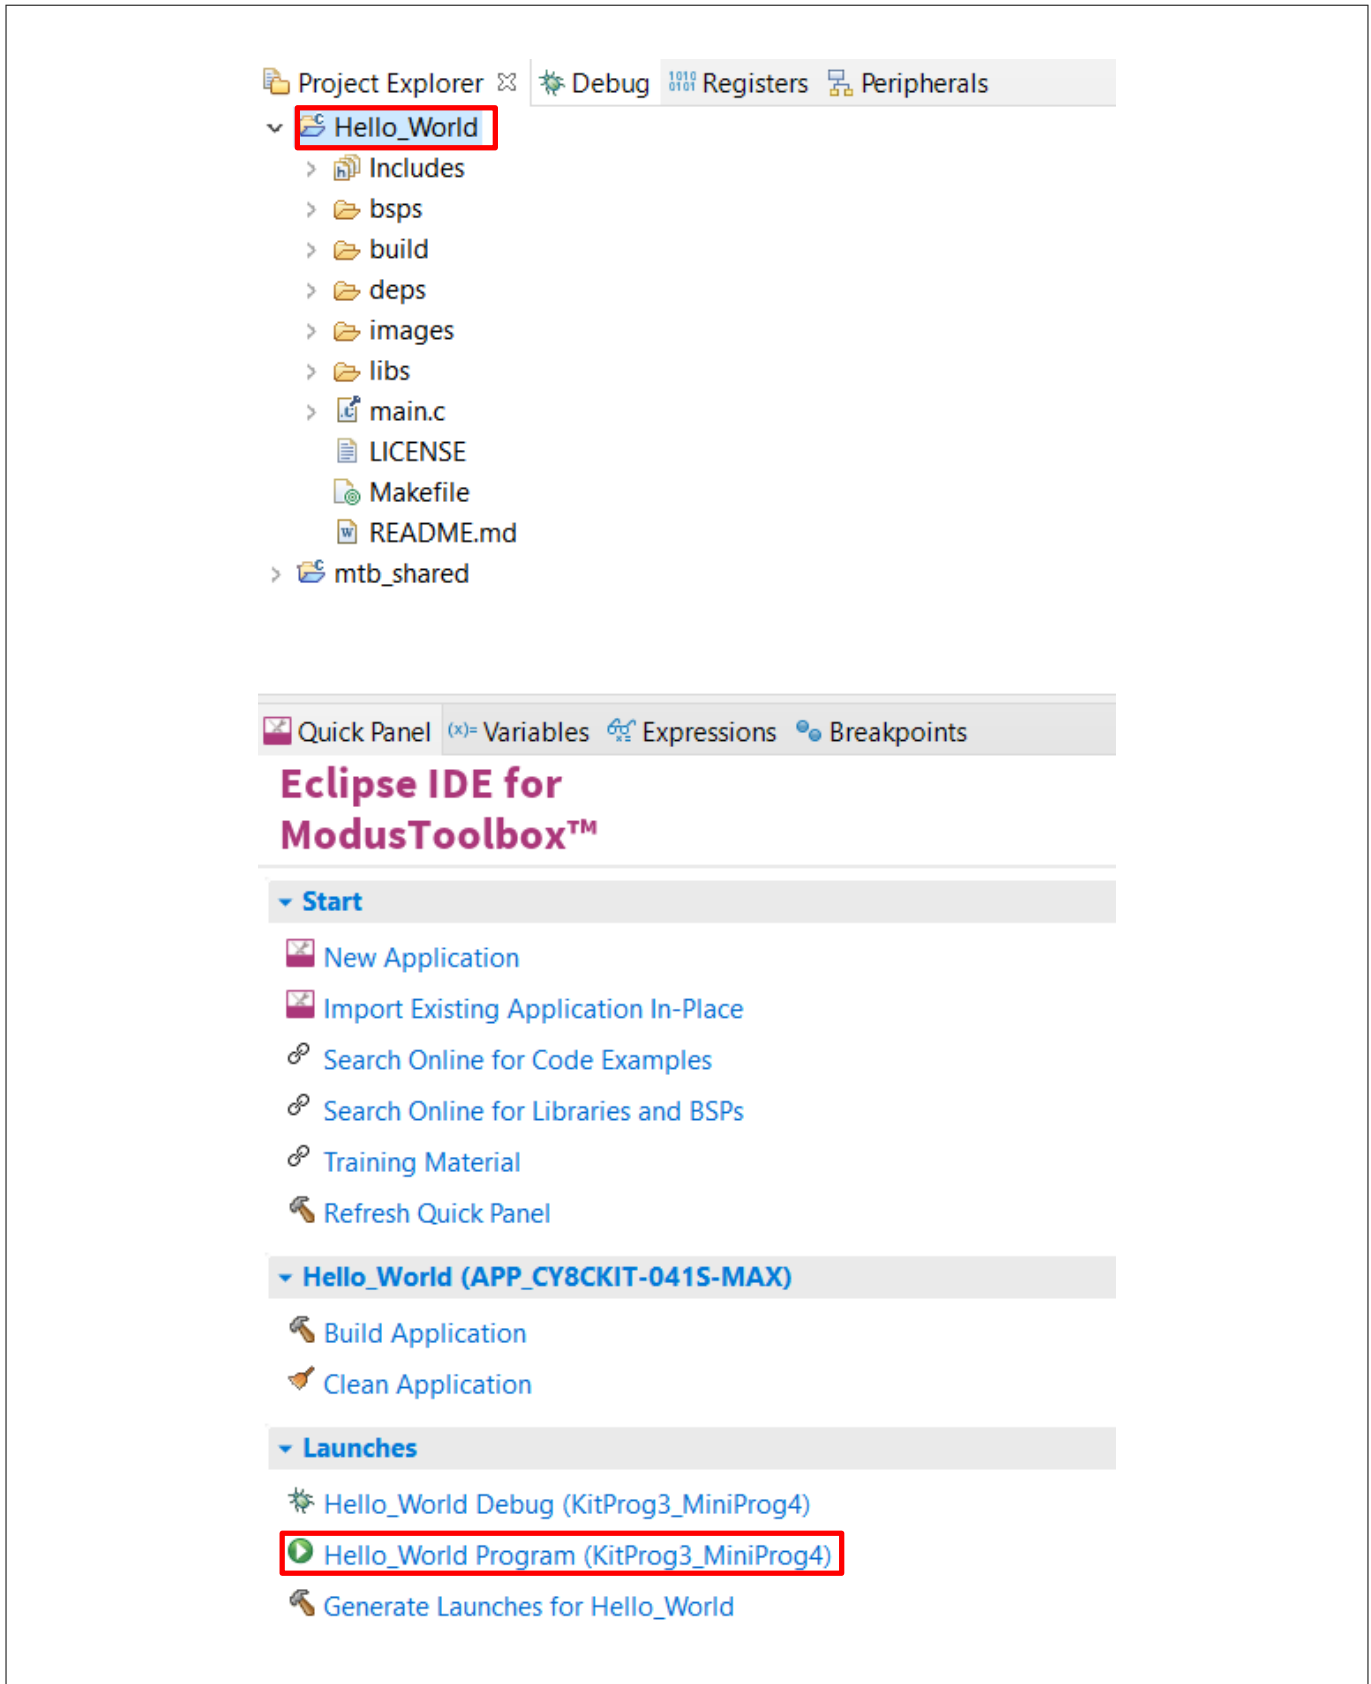 Project Explorer Debug Registers Peripherals
Hello_World
Includes
bsps
build
deps
images
libs
main.c
LICENSE
Makefile
README.md
mtb_shared
Quick Panel (x)= Variables Expressions Breakpoints
Eclipse IDE for
ModusToolbox™
Start
New Application
Import Existing Application In-Place
Search Online for Code Examples
Search Online for Libraries and BSPs
Training Material
Refresh Quick Panel
Hello_World (APP_CY8CKIT-041S-MAX)
Build Application
Clean Application
Launches
Hello_World Debug (KitProg3_MiniProg4)
Hello_World Program (KitProg3_MiniProg4)
Generate Launches for Hello_World